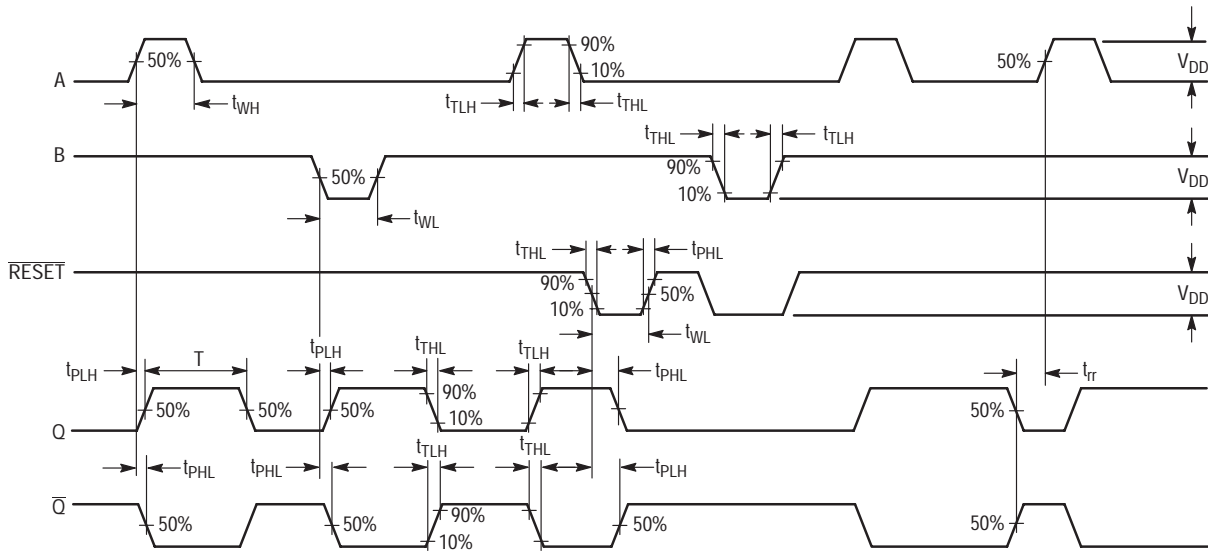 A 50% 90% 10% 50% V_DD
t_WH t_TLH t_THL
t_THL t_TLH
B 50% 90% 10% V_DD
t_WL
t_THL t_PHL
R̅E̅S̅E̅T̅ 90% 10% 50% V_DD
t_WL
t_PLH T t_PLH t_THL t_TLH t_PHL t_rr
Q 50% 50% 50% 90% 10% 50%
t_PHL t_PHL t_TLH t_THL t_PLH
Q̅ 50% 50% 90% 10% 50% 50%